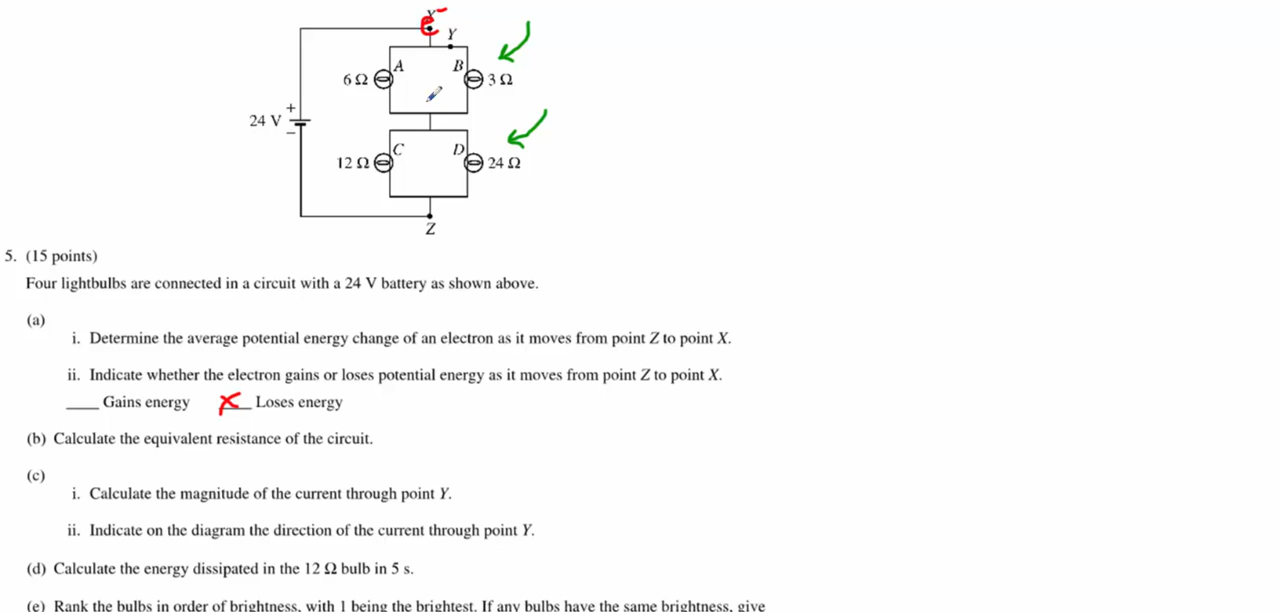 e-
Y
6 Ω A B 3 Ω
24 V + −
12 Ω C D 24 Ω
Z
5. (15 points)
Four lightbulbs are connected in a circuit with a 24 V battery as shown above.
(a)
i. Determine the average potential energy change of an electron as it moves from point Z to point X.
ii. Indicate whether the electron gains or loses potential energy as it moves from point Z to point X.
____ Gains energy X Loses energy
(b) Calculate the equivalent resistance of the circuit.
(c)
i. Calculate the magnitude of the current through point Y.
ii. Indicate on the diagram the direction of the current through point Y.
(d) Calculate the energy dissipated in the 12 Ω bulb in 5 s.
(e) Rank the bulbs in order of brightness, with 1 being the brightest. If any bulbs have the same brightness, give